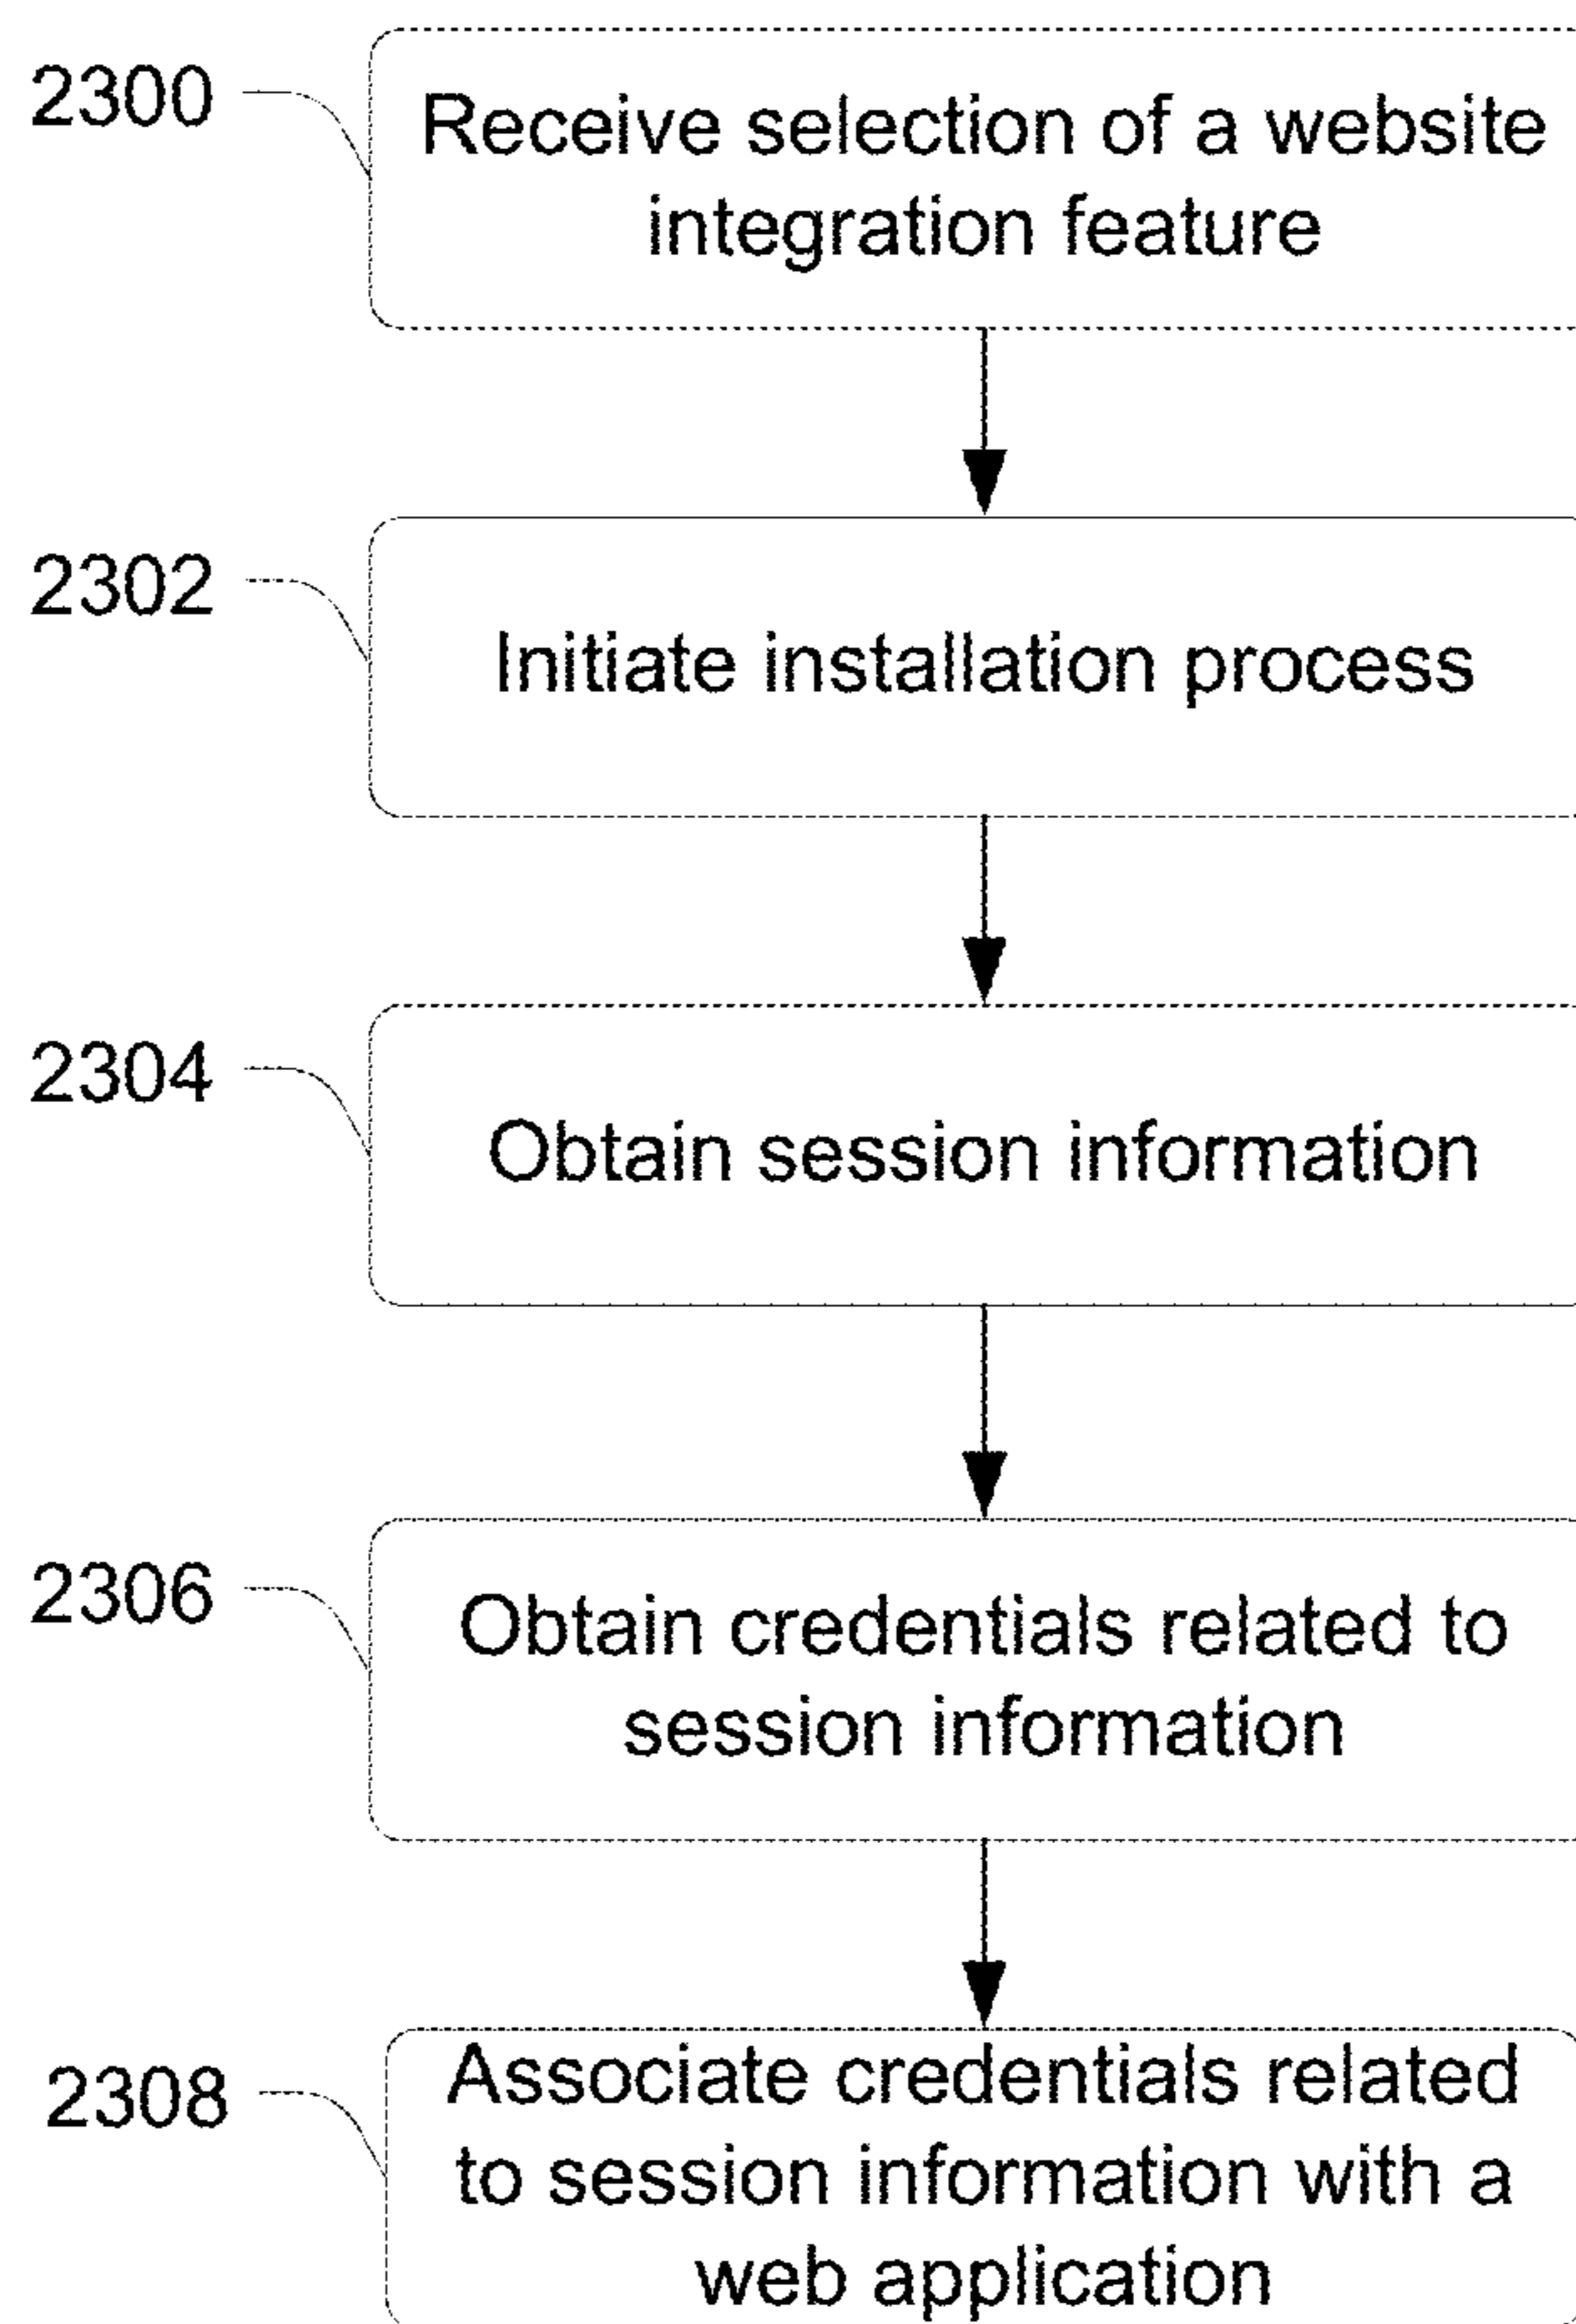 2300
Receive selection of a website
integration feature
2302
Initiate installation process
2304
Obtain session information
2306
Obtain credentials related to
session information
2308
Associate credentials related
to session information with a
web application